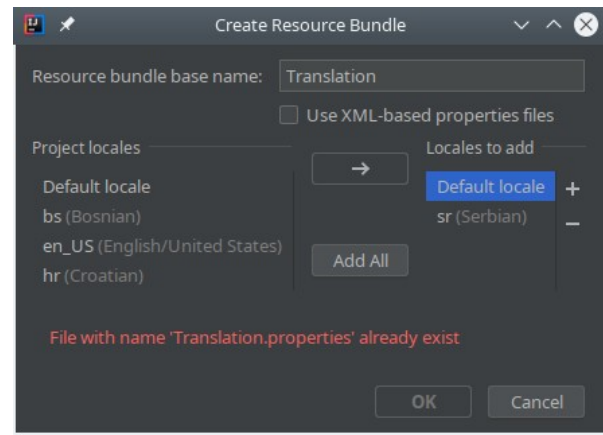 Create Resource Bundle
Resource bundle base name: Translation
Use XML-based properties files
Project locales
Locales to add
Default locale
bs (Bosnian)
en_US (English/United States)
hr (Croatian)
Add All
Default locale
sr (Serbian)
File with name 'Translation.properties' already exist
OK
Cancel